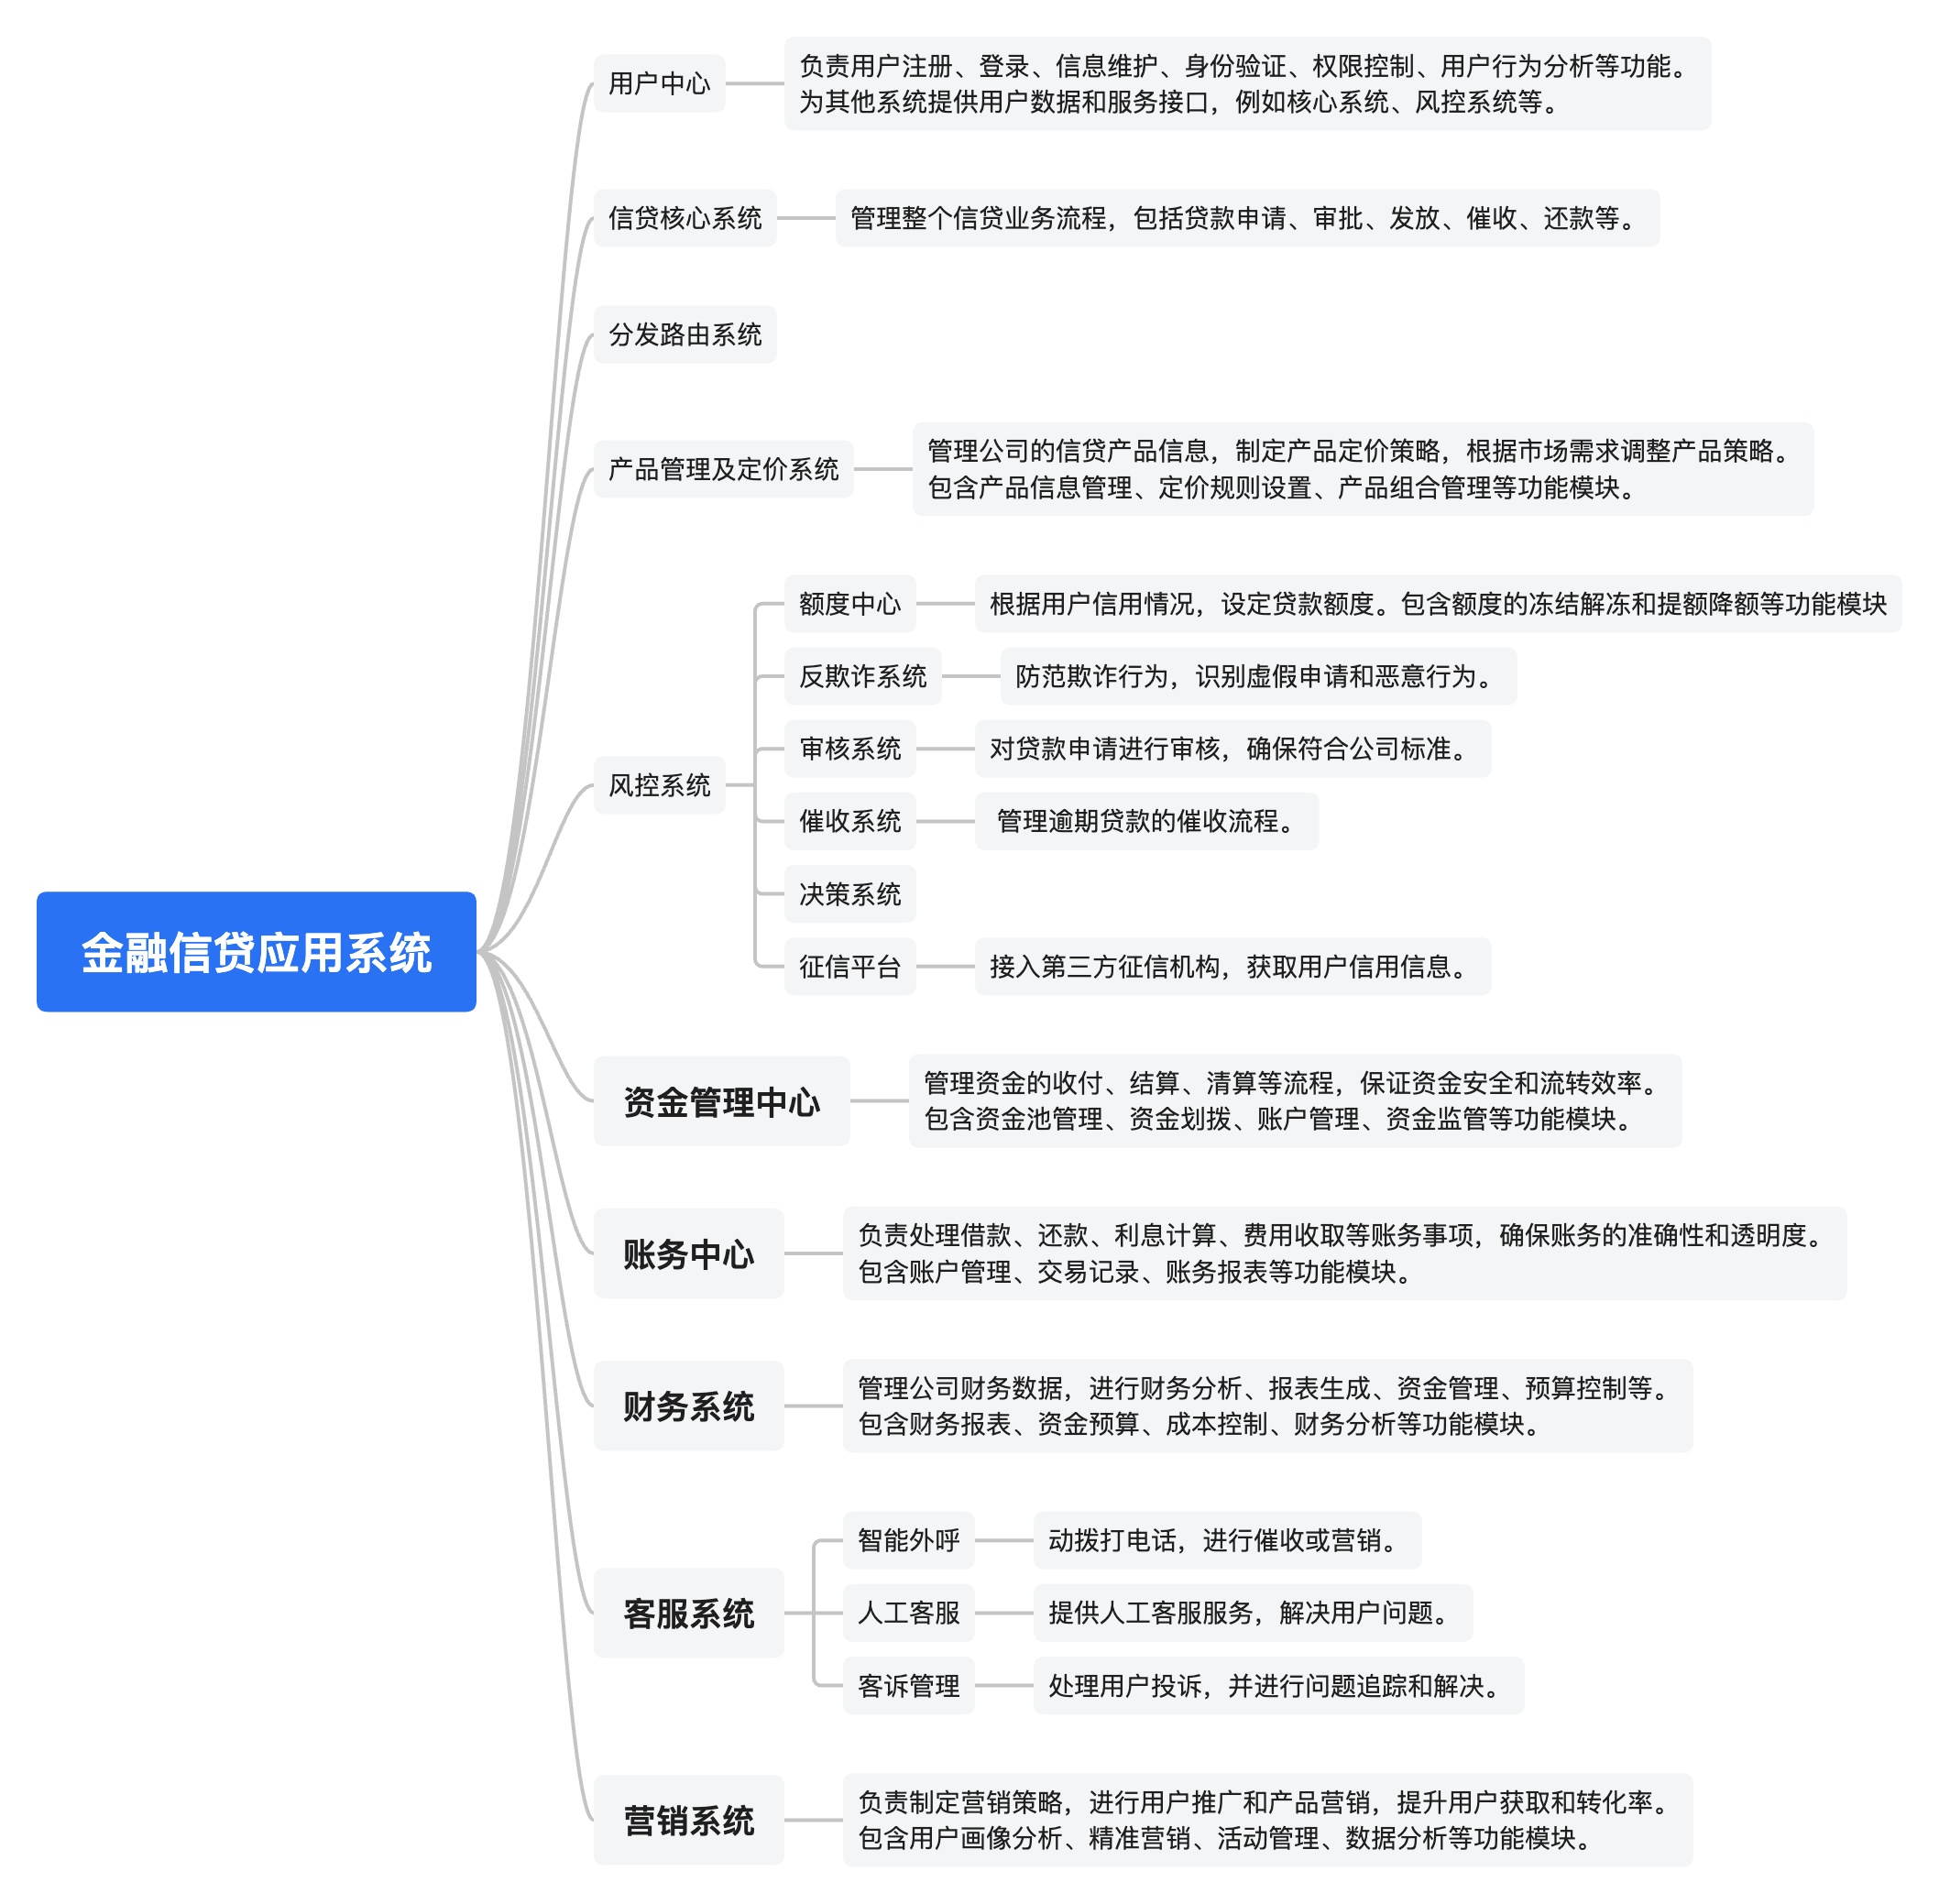 用户中心
负责用户注册、登录、信息维护、身份验证、权限控制、用户行为分析等功能。
为其他系统提供用户数据和服务接口，例如核心系统、风控系统等。
信贷核心系统
管理整个信贷业务流程，包括贷款申请、审批、发放、催收、还款等。
分发路由系统
产品管理及定价系统
管理公司的信贷产品信息，制定产品定价策略，根据市场需求调整产品策略。
包含产品信息管理、定价规则设置、产品组合管理等功能模块。
风控系统
额度中心
根据用户信用情况，设定贷款额度。包含额度的冻结解冻和提额降额等功能模块
反欺诈系统
防范欺诈行为，识别虚假申请和恶意行为。
审核系统
对贷款申请进行审核，确保符合公司标准。
催收系统
管理逾期贷款的催收流程。
决策系统
征信平台
接入第三方征信机构，获取用户信用信息。
金融信贷应用系统
资金管理中心
管理资金的收付、结算、清算等流程，保证资金安全和流转效率。
包含资金池管理、资金划拨、账户管理、资金监管等功能模块。
账务中心
负责处理借款、还款、利息计算、费用收取等账务事项，确保账务的准确性和透明度。
包含账户管理、交易记录、账务报表等功能模块。
财务系统
管理公司财务数据，进行财务分析、报表生成、资金管理、预算控制等。
包含财务报表、资金预算、成本控制、财务分析等功能模块。
客服系统
智能外呼
动拨打电话，进行催收或营销。
人工客服
提供人工客服服务，解决用户问题。
客诉管理
处理用户投诉，并进行问题追踪和解决。
营销系统
负责制定营销策略，进行用户推广和产品营销，提升用户获取和转化率。
包含用户画像分析、精准营销、活动管理、数据分析等功能模块。